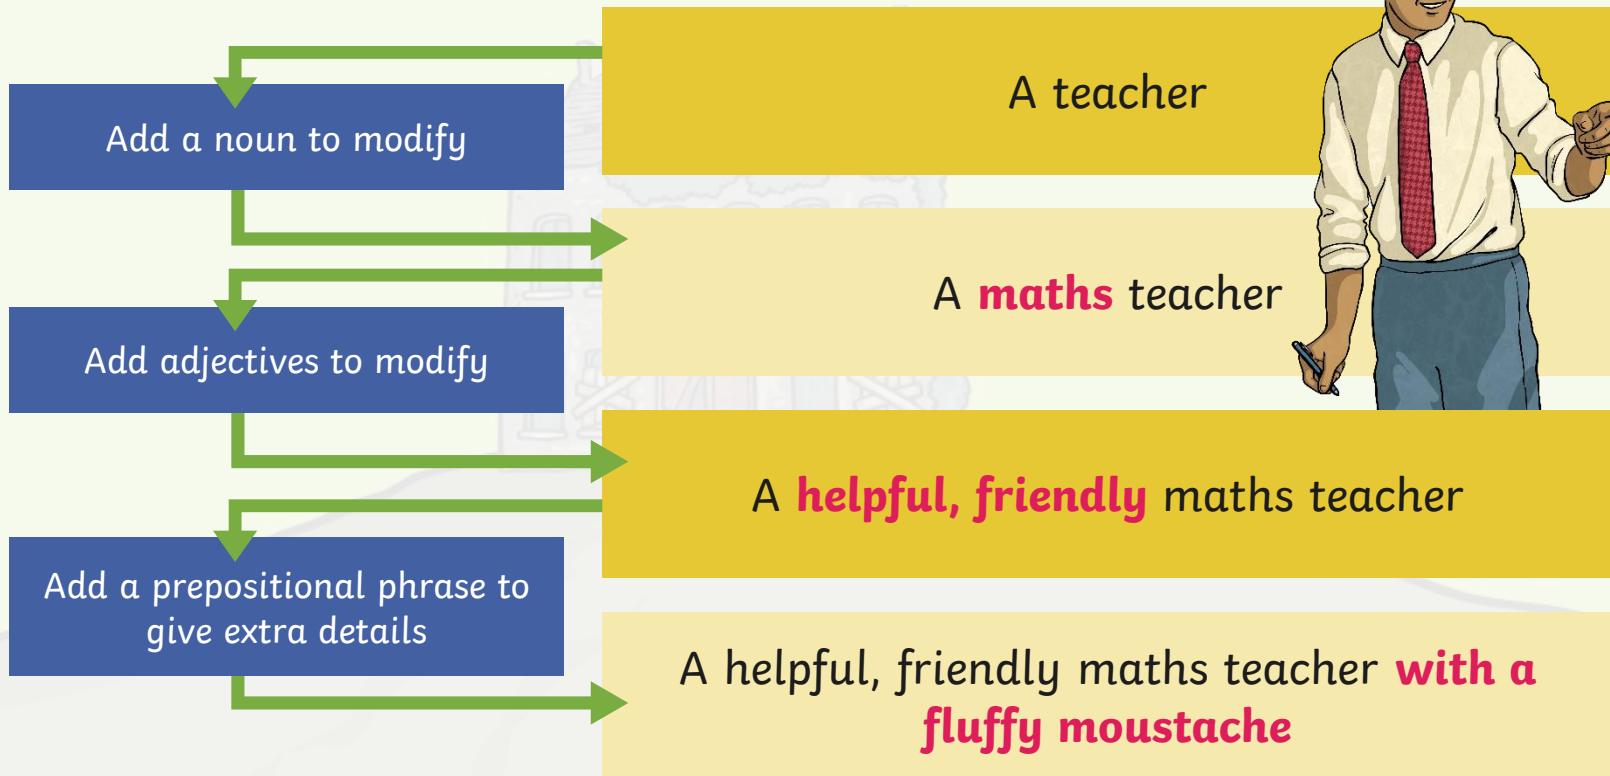 A teacher
Add a noun to modify
A maths teacher
Add adjectives to modify
A helpful, friendly maths teacher
Add a prepositional phrase to
give extra details
A helpful, friendly maths teacher with a
fluffy moustache